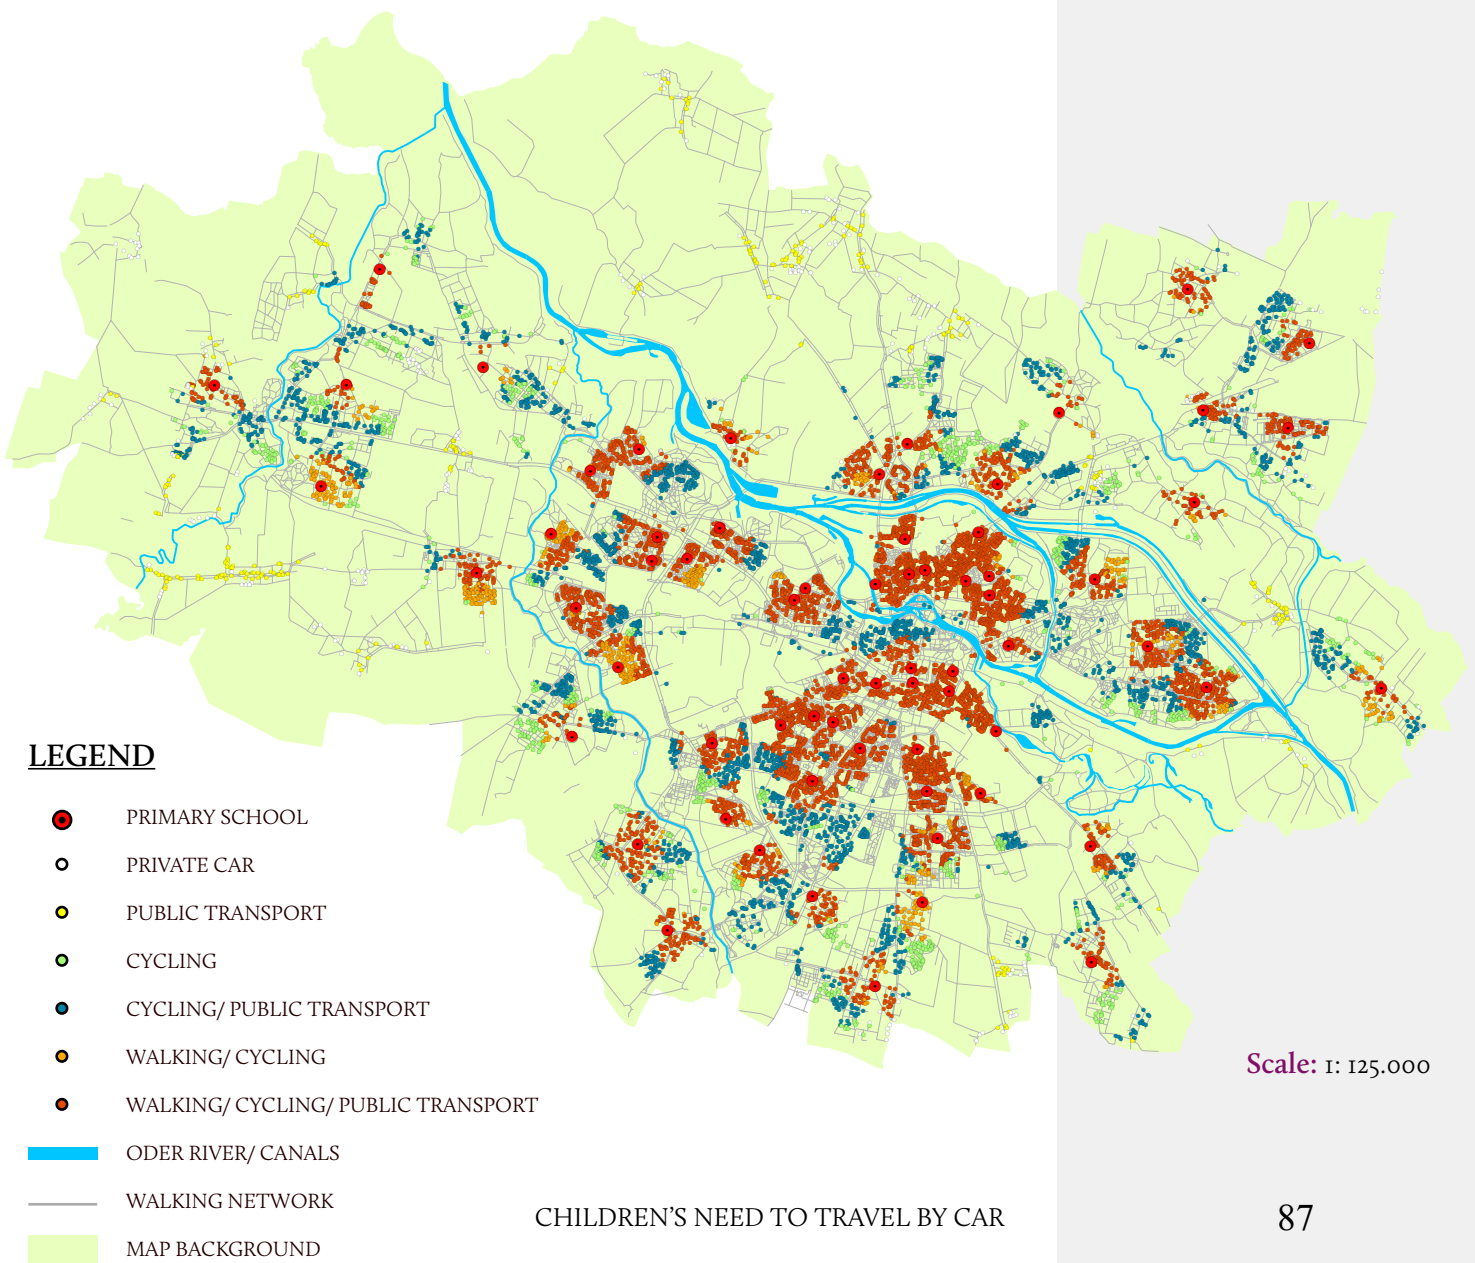 LEGEND
PRIMARY SCHOOL
PRIVATE CAR
PUBLIC TRANSPORT
CYCLING
CYCLING/ PUBLIC TRANSPORT
WALKING/ CYCLING
WALKING/ CYCLING/ PUBLIC TRANSPORT
ODER RIVER/ CANALS
WALKING NETWORK
MAP BACKGROUND
Scale: 1: 125.000
CHILDREN'S NEED TO TRAVEL BY CAR
87